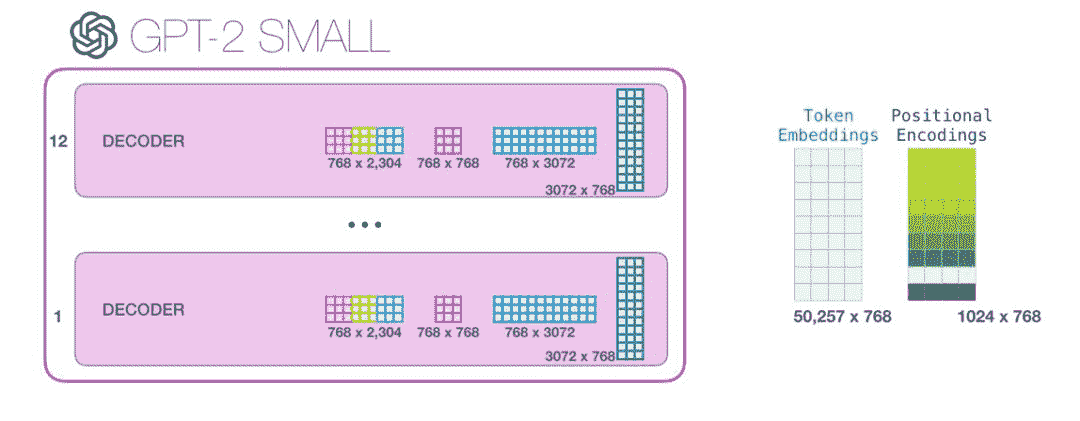 GPT-2 SMALL
12
DECODER
768 x 2,304
768 x 768
768 x 3072
3072 x 768
...
1
DECODER
768 x 2,304
768 x 768
768 x 3072
3072 x 768
Token
Embeddings
50,257 x 768
Positional
Encodings
1024 x 768